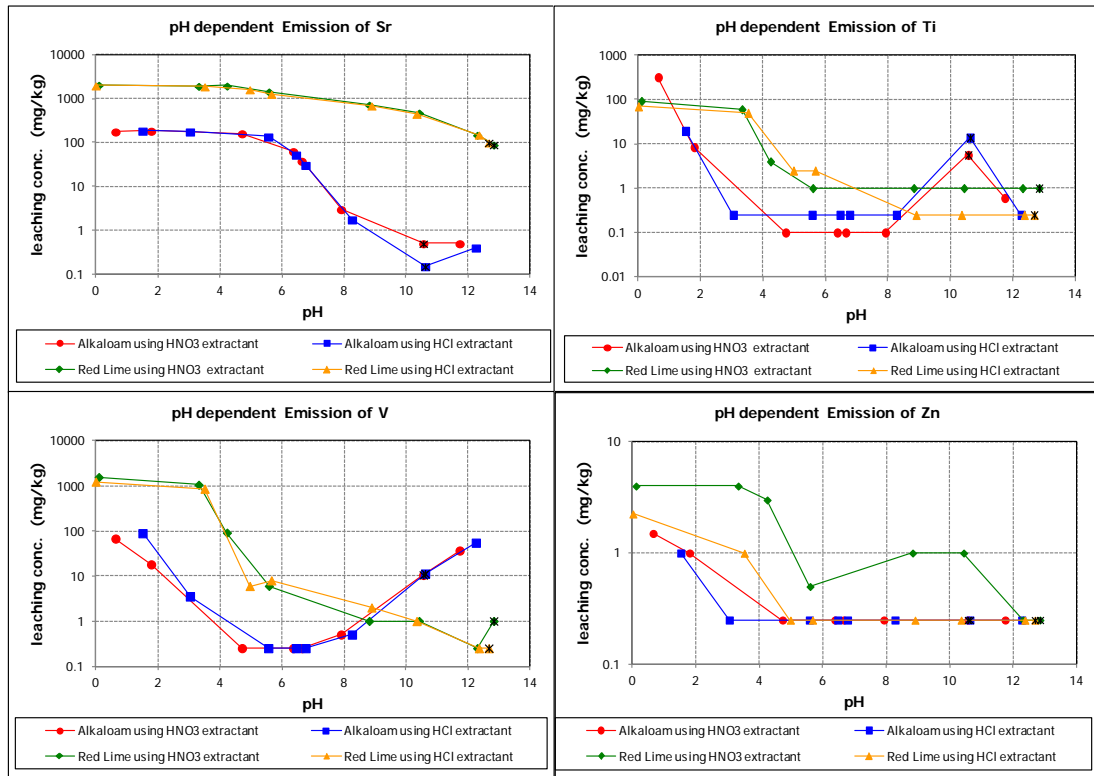 pH dependent Emission of Sr
leaching conc. (mg/kg)
10000
1000
100
10
1
0.1
0 2 4 6 8 10 12 14
pH
Alkaloam using HNO3 extractant
Alkaloam using HCl extractant
Red Lime using HNO3 extractant
Red Lime using HCl extractant
pH dependent Emission of Ti
leaching conc. (mg/kg)
1000
100
10
1
0.1
0.01
0 2 4 6 8 10 12 14
pH
Alkaloam using HNO3 extractant
Alkaloam using HCl extractant
Red Lime using HNO3 extractant
Red Lime using HCl extractant
pH dependent Emission of V
leaching conc. (mg/kg)
10000
1000
100
10
1
0.1
0 2 4 6 8 10 12 14
pH
Alkaloam using HNO3 extractant
Alkaloam using HCl extractant
Red Lime using HNO3 extractant
Red Lime using HCl extractant
pH dependent Emission of Zn
leaching conc. (mg/kg)
10
1
0.1
0 2 4 6 8 10 12 14
pH
Alkaloam using HNO3 extractant
Alkaloam using HCl extractant
Red Lime using HNO3 extractant
Red Lime using HCl extractant